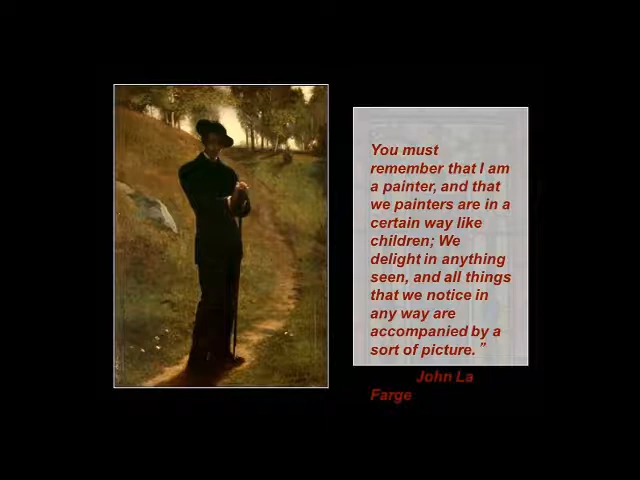 You must
remember that I am
a painter, and that
we painters are in a
certain way like
children; We
delight in anything
seen, and all things
that we notice in
any way are
accompanied by a
sort of picture.”
John La
Farge